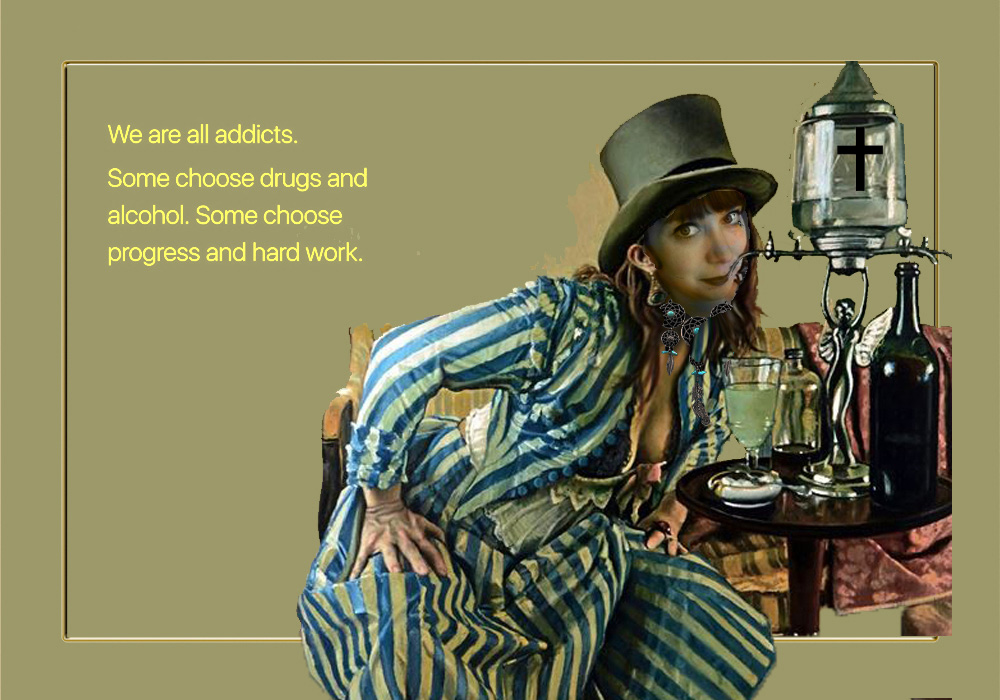 We are all addicts.
Some choose drugs and
alcohol. Some choose
progress and hard work.